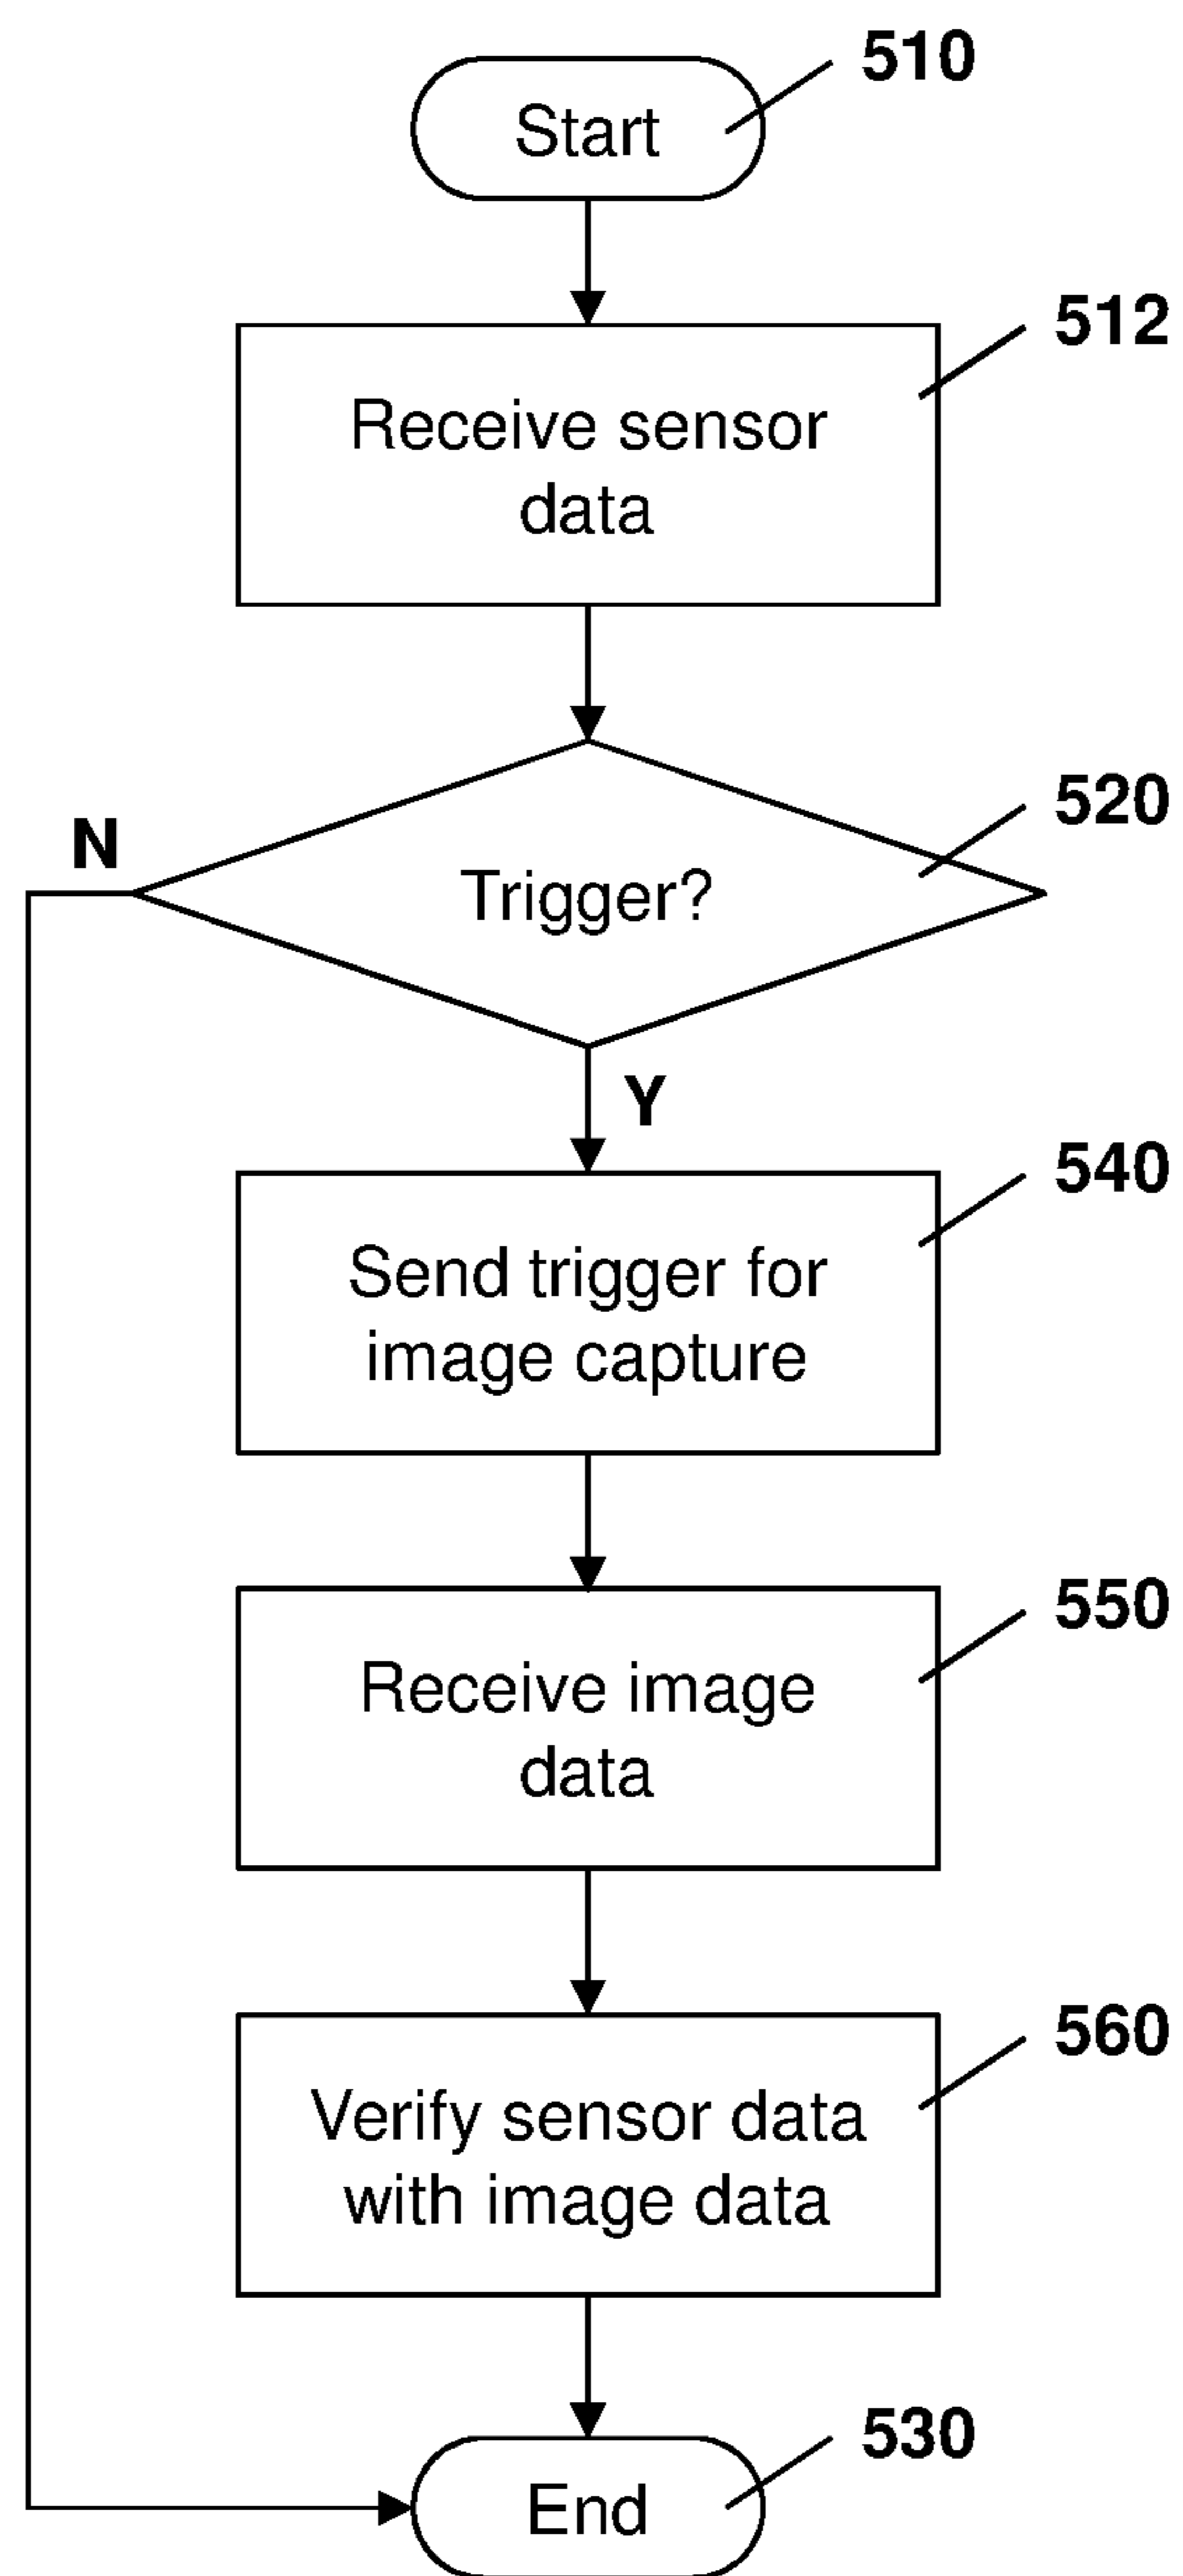 510
Start
512
Receive sensor
data
520
N
Trigger?
Y
540
Send trigger for
image capture
550
Receive image
data
560
Verify sensor data
with image data
530
End